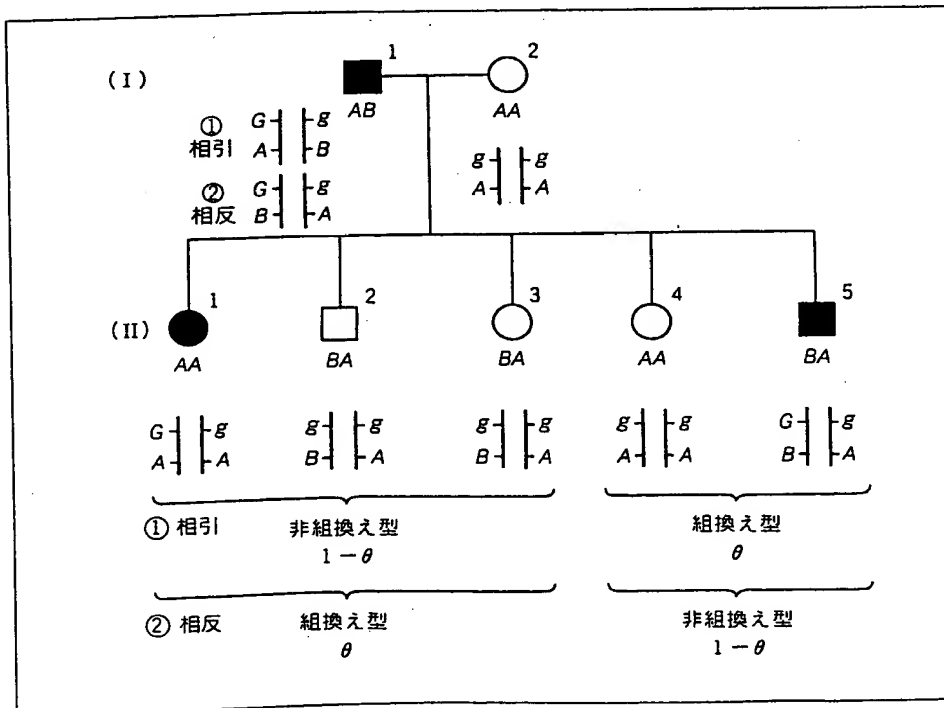 (I) 1 2
AB AA
① 相引 G g A B
② 相反 G g B A
g g A A
(II) 1 2 3 4 5
AA BA BA AA BA
G g g g g g g g G g
A A B A B A A A B A
① 相引 非組換え型 組換え型
1－θ θ
② 相反 組換え型 非組換え型
θ 1－θ